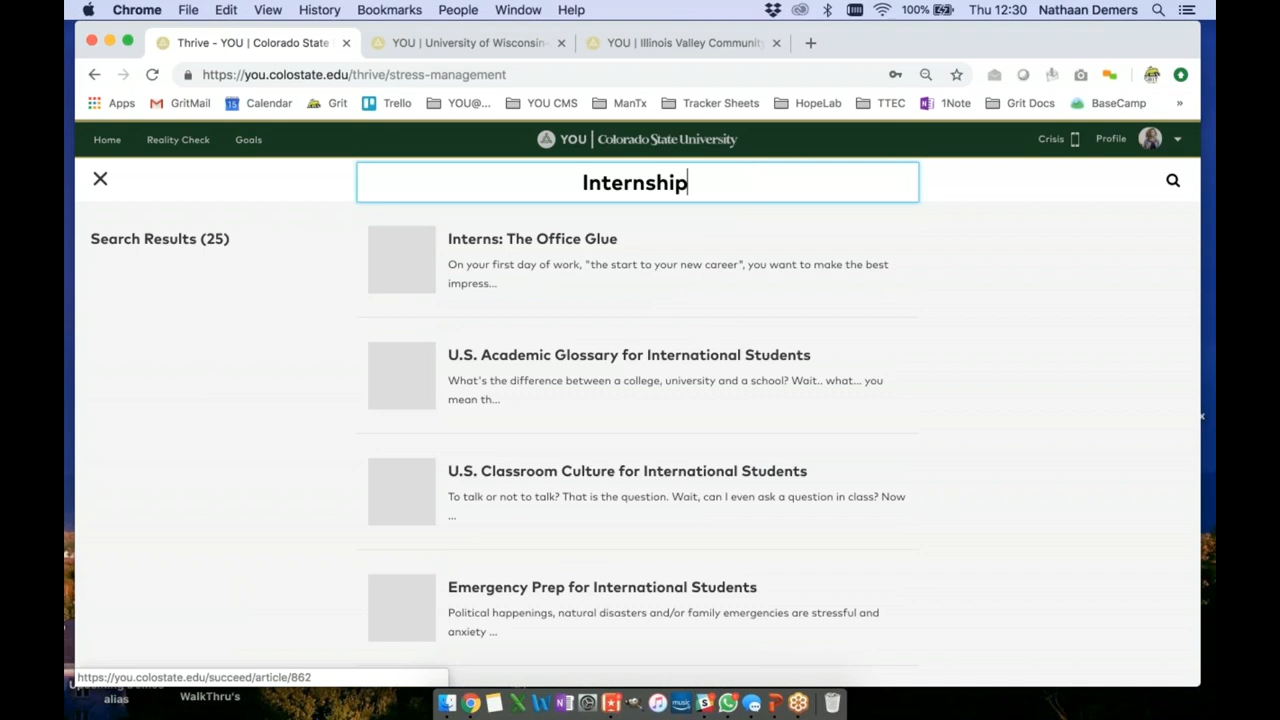 Chrome File Edit View History Bookmarks People Window Help 100% Thu 12:30 Nathaan Demers
Thrive - YOU | Colorado State YOU | University of Wisconsin- YOU | Illinois Valley Community
https://you.colostate.edu/thrive/stress-management
Apps GritMail Calendar Grit Trello YOU@... YOU CMS ManTx Tracker Sheets HopeLab TTEC 1Note Grit Docs BaseCamp »
Home Reality Check Goals YOU | Colorado State University Crisis Profile
Internship
Search Results (25)
Interns: The Office Glue
On your first day of work, "the start to your new career", you want to make the best
impress...
U.S. Academic Glossary for International Students
What's the difference between a college, university and a school? Wait.. what... you
mean th...
U.S. Classroom Culture for International Students
To talk or not to talk? That is the question. Wait, can I even ask a question in class? Now
...
Emergency Prep for International Students
Political happenings, natural disasters and/or family emergencies are stressful and
anxiety ...
https://you.colostate.edu/succeed/article/862
alias WalkThru's
music